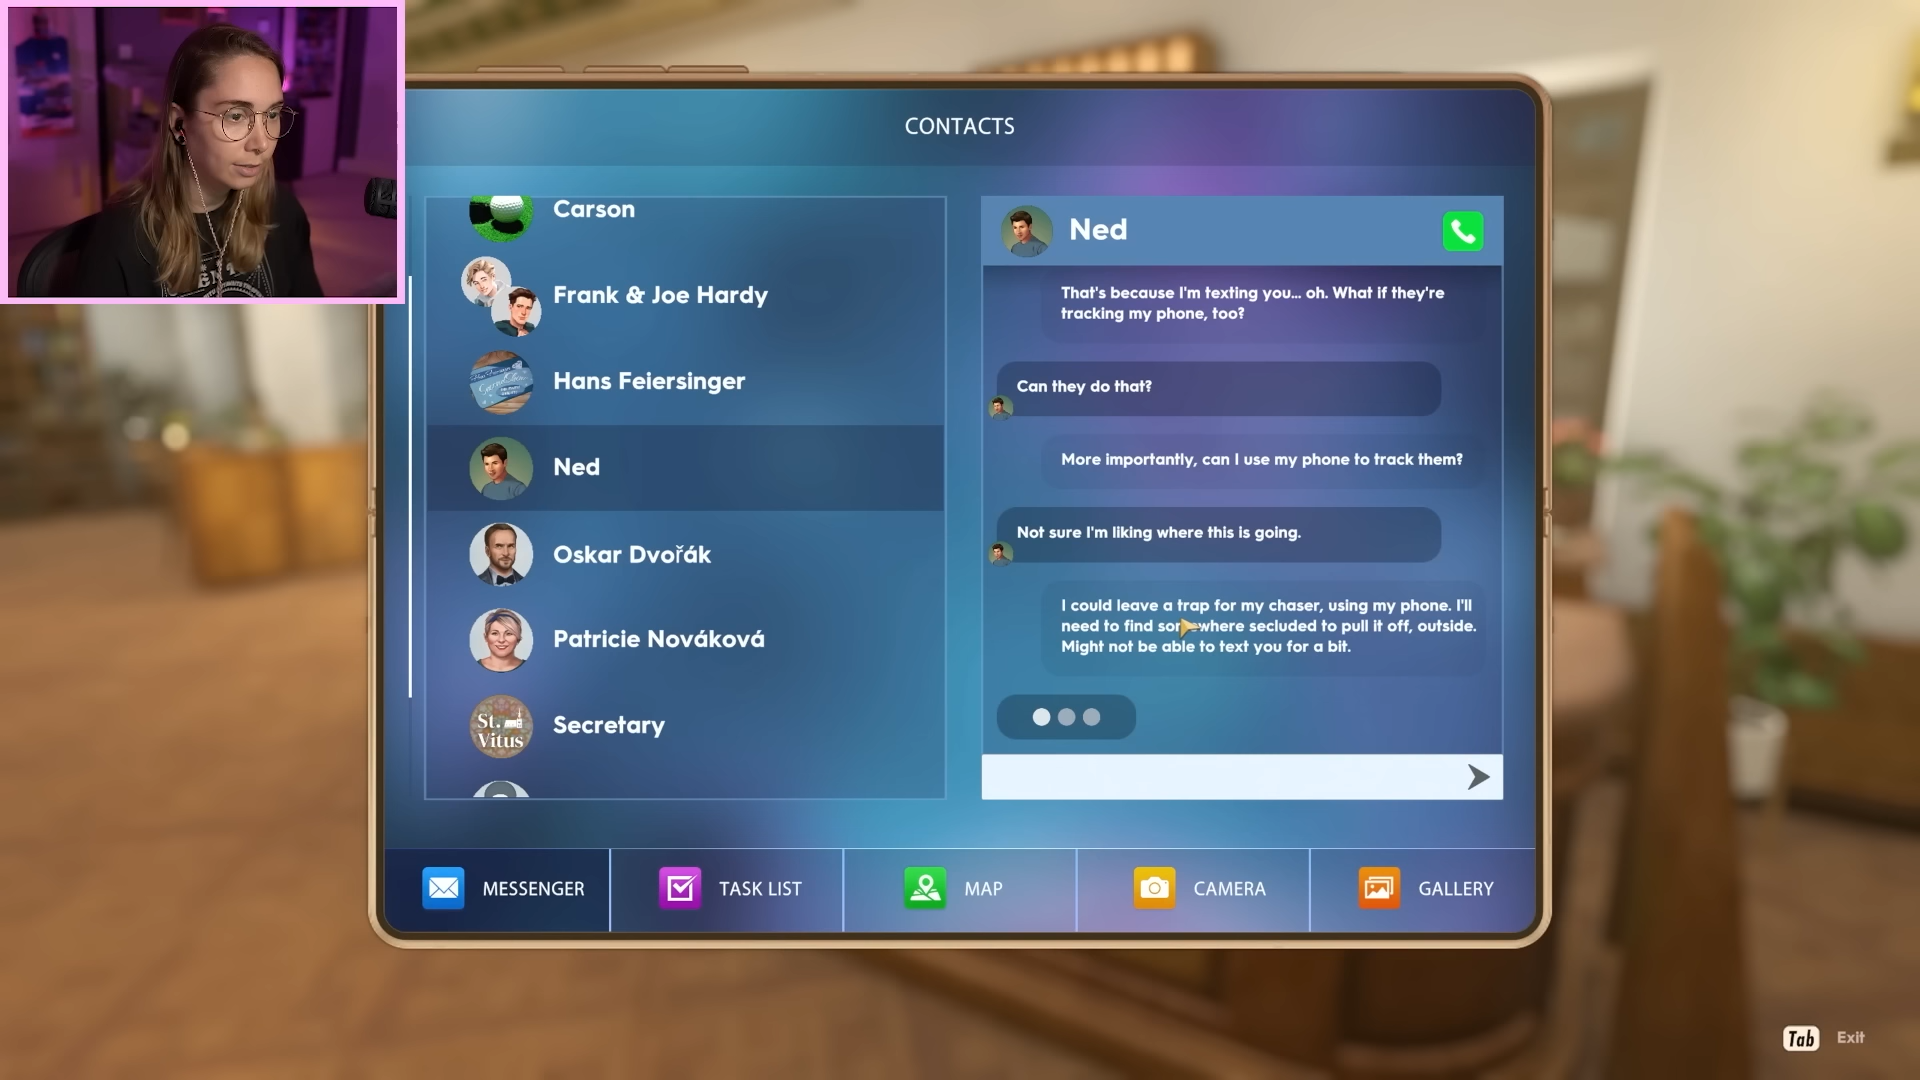 CONTACTS
Carson
Frank & Joe Hardy
Hans Feiersinger
Ned
Oskar Dvořák
Patricie Nováková
St.
Vitus
Secretary
Ned
That's because I'm texting you... oh. What if they're
tracking my phone, too?
Can they do that?
More importantly, can I use my phone to track them?
Not sure I'm liking where this is going.
I could leave a trap for my chaser, using my phone. I'll
need to find somewhere secluded to pull it off, outside.
Might not be able to text you for a bit.
MESSENGER
TASK LIST
MAP
CAMERA
GALLERY
Tab Exit